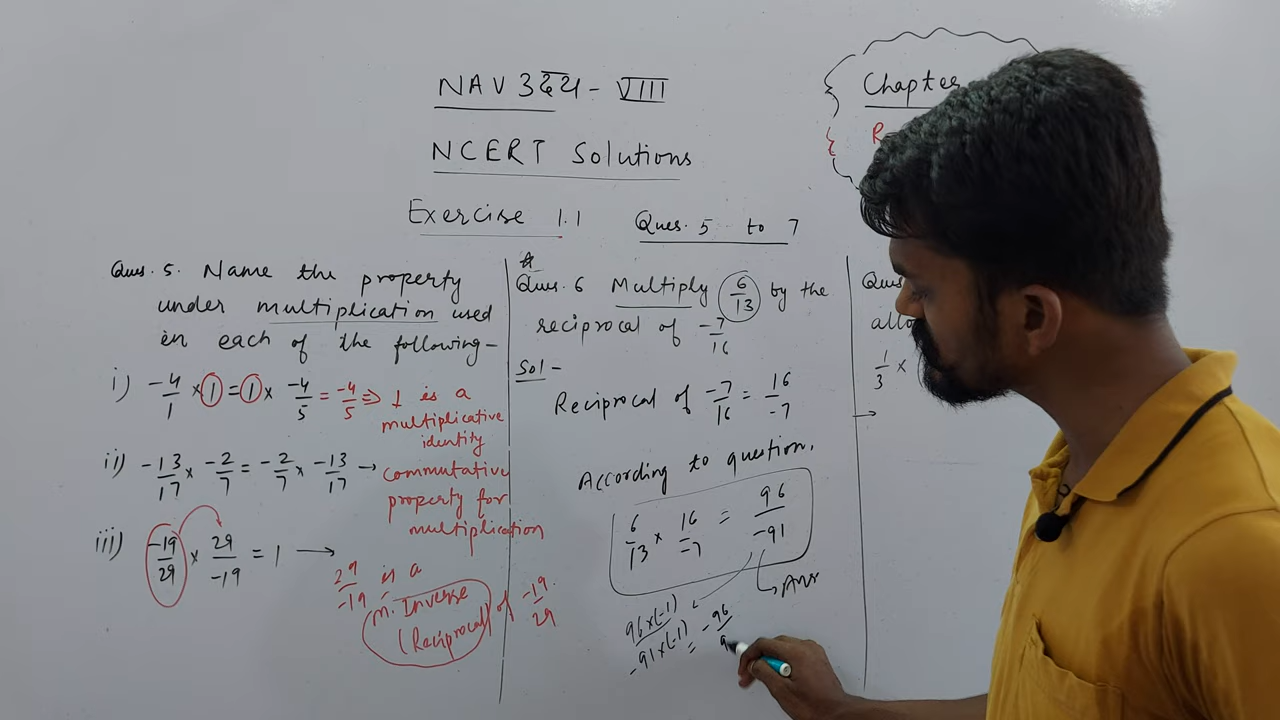 NAV
- VIII
Chapter
R
NCERT Solutions
Exercise 1.1 Ques. 5 to 7
Ques. 5. Name the property
under multiplication used
in each of the following-
i) -4/1 × 1 = 1 × -4/5 = -4/5 ⇒ 1 is a
multiplicative
identity
ii) -13/17 × -2/7 = -2/7 × -13/17 → commutative
property for
multiplication
iii) -19/29 × 29/-19 = 1 →
29/-19 is a
m. Inverse
(Reciprocal) of -19/29
Ques. 6 Multiply 6/13 by the
reciprocal of -7/16
Sol-
Reciprocal of -7/16 = 16/-7
According to question,
6/13 × 16/-7 = 96/-91
Ans
96×(-1)/-91×(-1) = -96/9
Ques
allo
1/3 ×
→